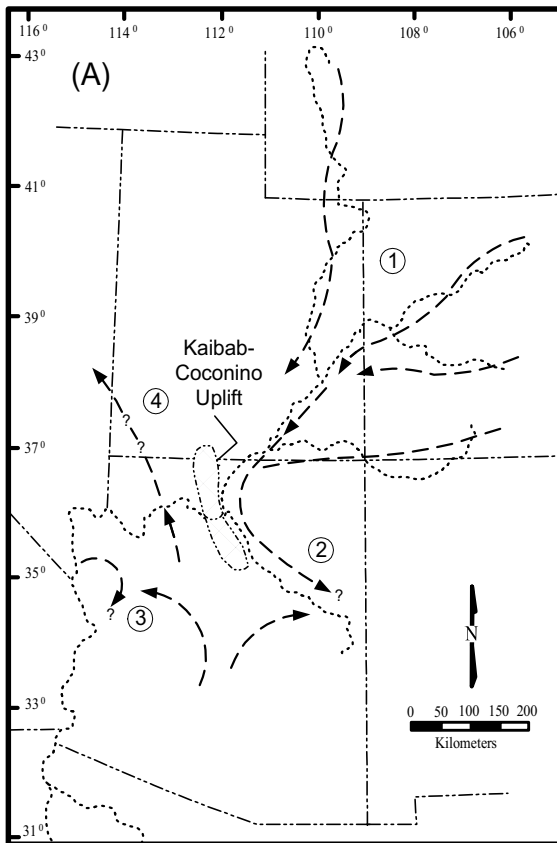 116⁰ 114⁰ 112⁰ 110⁰ 108⁰ 106⁰
43⁰
(A)
41⁰
1
39⁰
Kaibab-
Coconino
Uplift
4
?
?
37⁰
2
35⁰
?
3
?
N
33⁰
0 50 100 150 200
Kilometers
31⁰